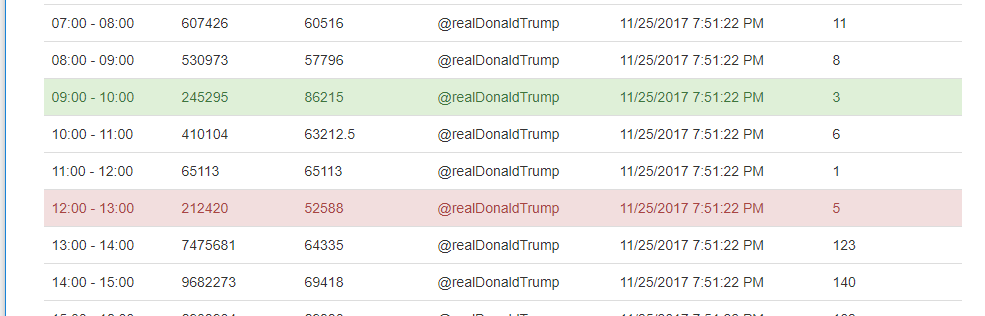 07:00 - 08:00 607426 60516 @realDonaldTrump 11/25/2017 7:51:22 PM 11
08:00 - 09:00 530973 57796 @realDonaldTrump 11/25/2017 7:51:22 PM 8
09:00 - 10:00 245295 86215 @realDonaldTrump 11/25/2017 7:51:22 PM 3
10:00 - 11:00 410104 63212.5 @realDonaldTrump 11/25/2017 7:51:22 PM 6
11:00 - 12:00 65113 65113 @realDonaldTrump 11/25/2017 7:51:22 PM 1
12:00 - 13:00 212420 52588 @realDonaldTrump 11/25/2017 7:51:22 PM 5
13:00 - 14:00 7475681 64335 @realDonaldTrump 11/25/2017 7:51:22 PM 123
14:00 - 15:00 9682273 69418 @realDonaldTrump 11/25/2017 7:51:22 PM 140